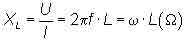 X_L = U/I = 2πf · L = ω · L(Ω)